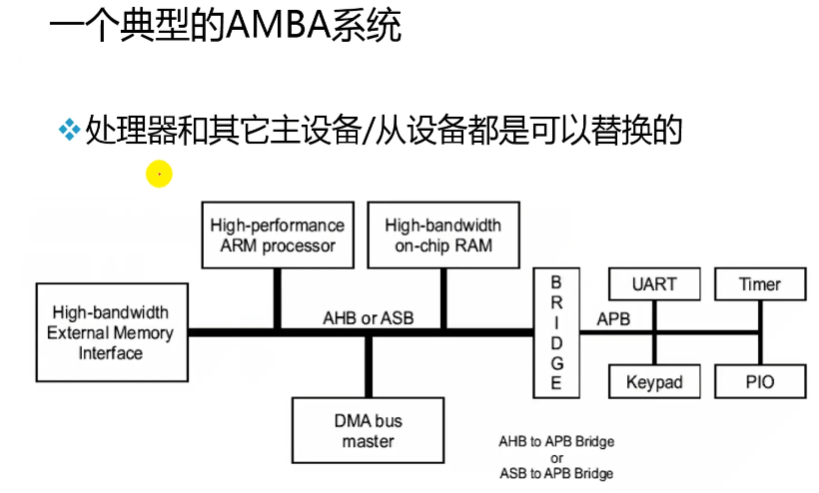 一个典型的AMBA系统
处理器和其它主设备/从设备都是可以替换的
High-performance
ARM processor
High-bandwidth
on-chip RAM
High-bandwidth
External Memory
Interface
AHB or ASB
B
R
I
D
G
E
APB
UART
Timer
Keypad
PIO
DMA bus
master
AHB to APB Bridge
or
ASB to APB Bridge